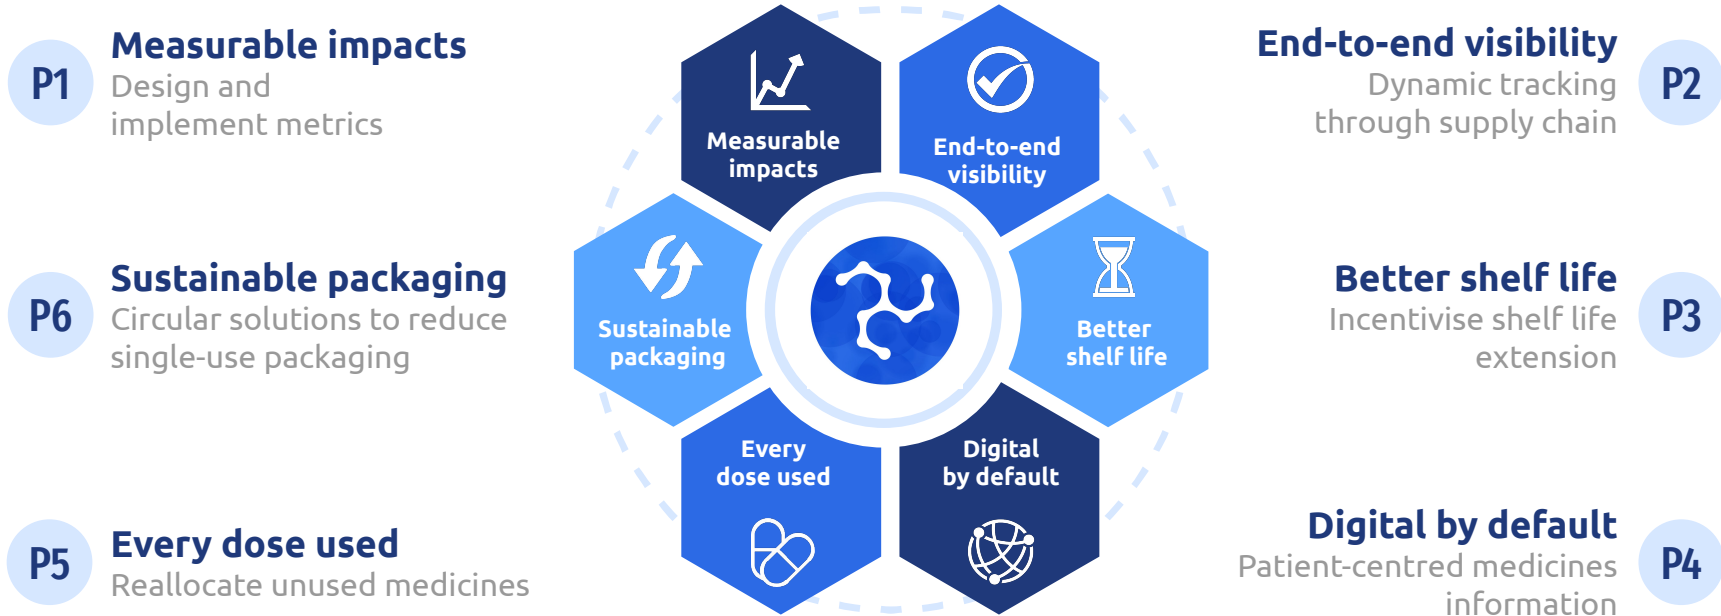 P1
Measurable impacts
Design and
implement metrics
P6
Sustainable packaging
Circular solutions to reduce
single-use packaging
P5
Every dose used
Reallocate unused medicines
Measurable
impacts
End-to-end
visibility
Sustainable
packaging
Better
shelf life
Every
dose used
Digital
by default
End-to-end visibility
Dynamic tracking
through supply chain
P2
Better shelf life
Incentivise shelf life
extension
P3
Digital by default
Patient-centred medicines
information
P4